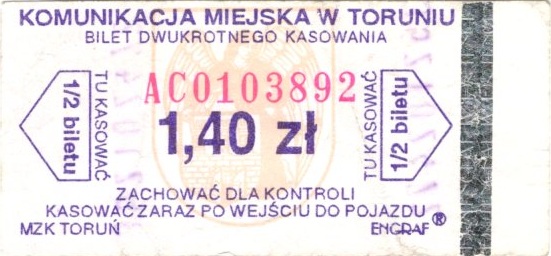 KOMUNIKACJA MIEJSKA W TORUNIU
BILET DWUKROTNEGO KASOWANIA
1/2 biletu
TU KASOWAĆ
AC0103892
1,40 zł
TU KASOWAĆ
1/2 biletu
ZACHOWAĆ DLA KONTROLI
KASOWAĆ ZARAZ PO WEJŚCIU DO POJAZDU
MZK TORUŃ
ENGRAF®